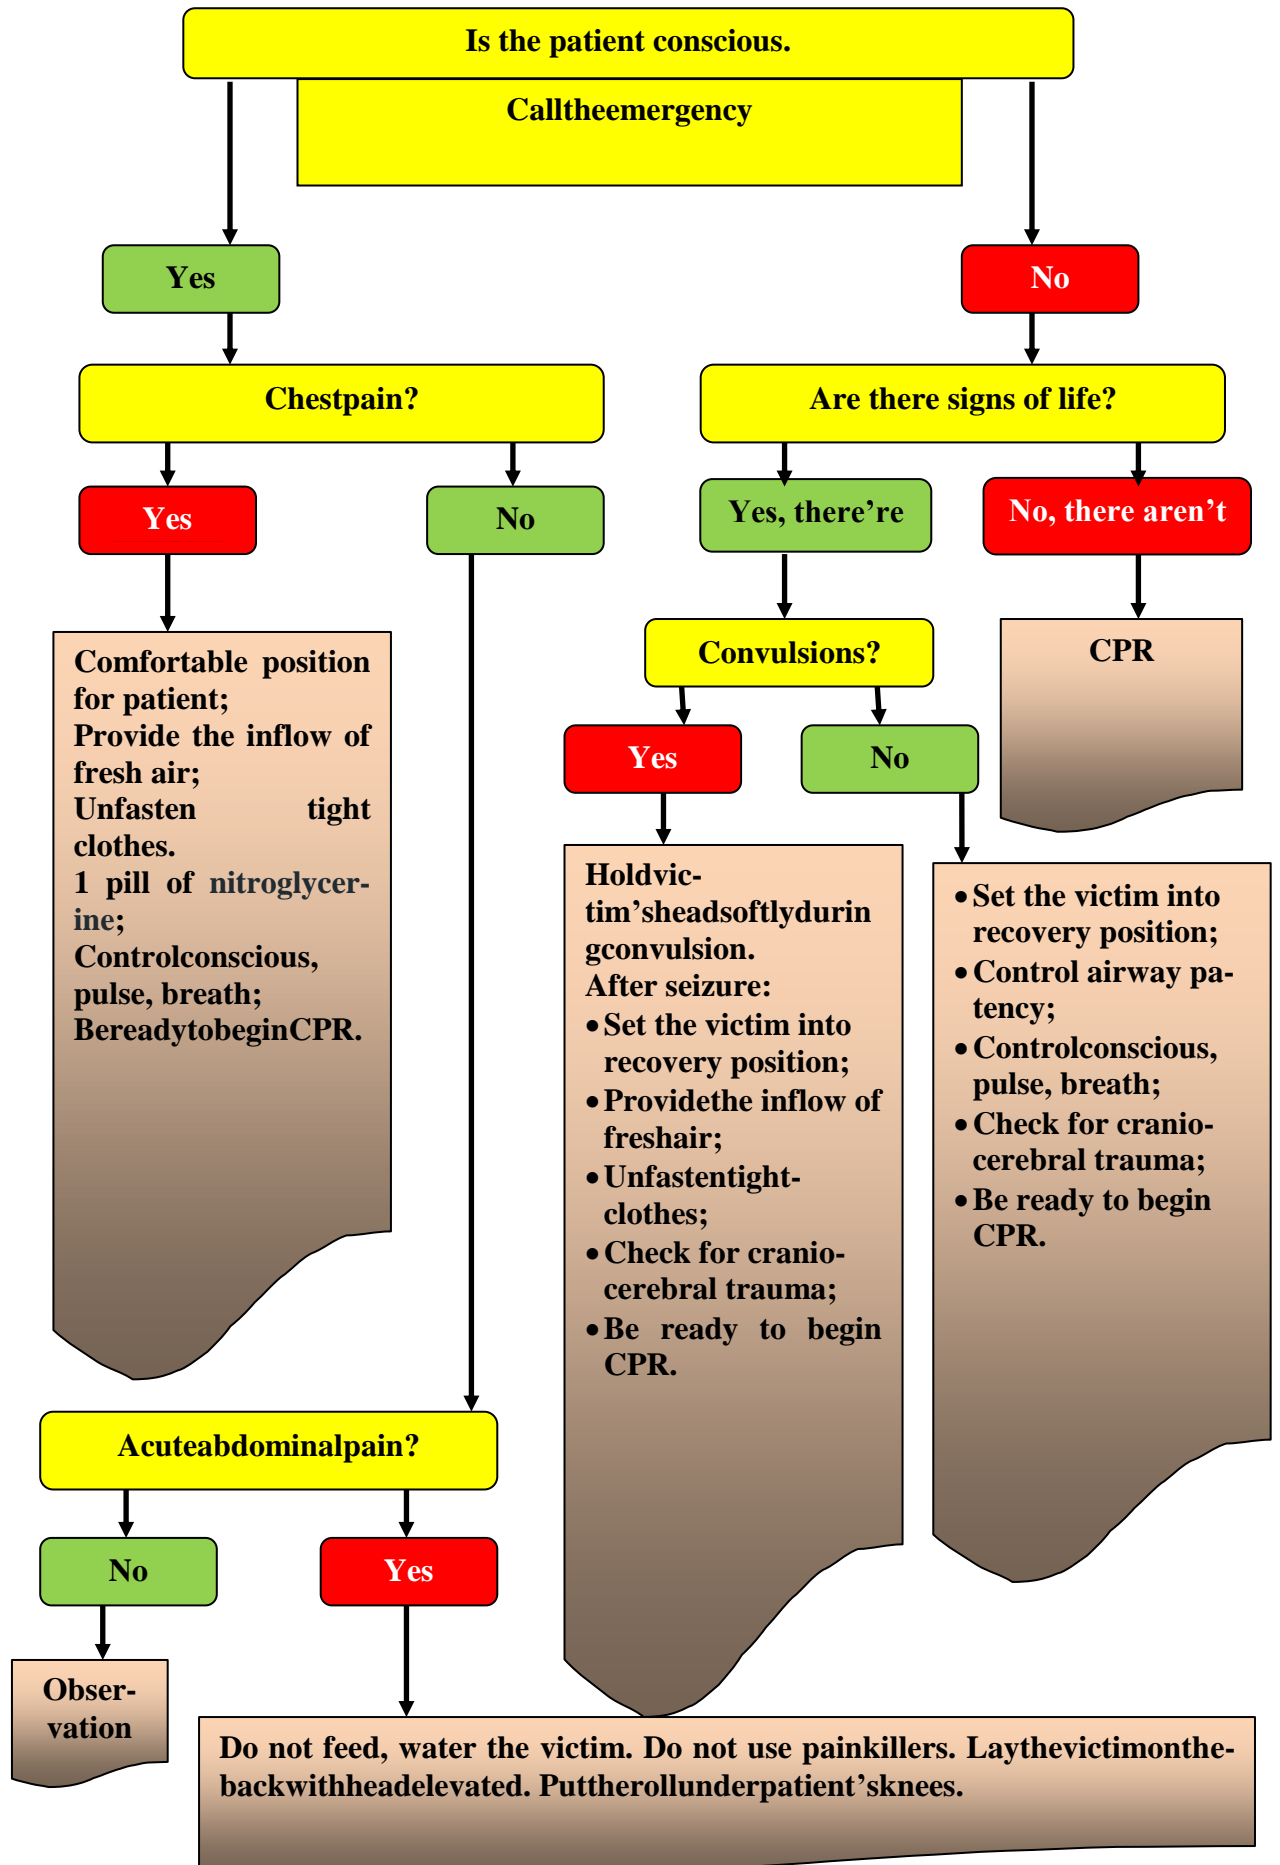 Is the patient conscious.
Calltheemergency
Yes
No
Chestpain?
Are there signs of life?
Yes
No
Yes, there're
No, there aren't
Comfortable position
for patient;
Provide the inflow of
fresh air;
Unfasten tight
clothes.
1 pill of nitroglycer-
ine;
Controlconscious,
pulse, breath;
BereadytobeginCPR.
Convulsions?
CPR
Yes
No
Holdvic-
tim'sheadsoftlydurin
gconvulsion.
After seizure:
• Set the victim into
recovery position;
• Providethe inflow of
freshair;
• Unfastentight-
clothes;
• Check for cranio-
cerebral trauma;
• Be ready to begin
CPR.
• Set the victim into
recovery position;
• Control airway pa-
tency;
• Controlconscious,
pulse, breath;
• Check for cranio-
cerebral trauma;
• Be ready to begin
CPR.
Acuteabdominalpain?
No
Yes
Obser-
vation
Do not feed, water the victim. Do not use painkillers. Laythevictimonthe-
backwithheadelevated. Puttherollunderpatient'sknees.